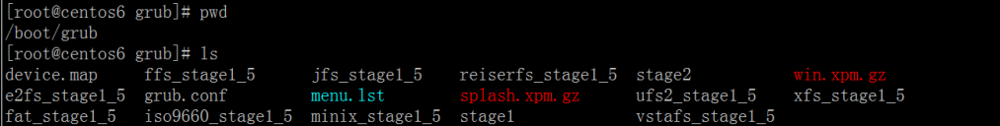 [root@centos6 grub]# pwd
/boot/grub
[root@centos6 grub]# ls
device.map ffs_stage1_5 jfs_stage1_5 reiserfs_stage1_5 stage2 win.xpm.gz
e2fs_stage1_5 grub.conf menu.lst splash.xpm.gz ufs2_stage1_5 xfs_stage1_5
fat_stage1_5 iso9660_stage1_5 minix_stage1_5 stage1 vstafs_stage1_5